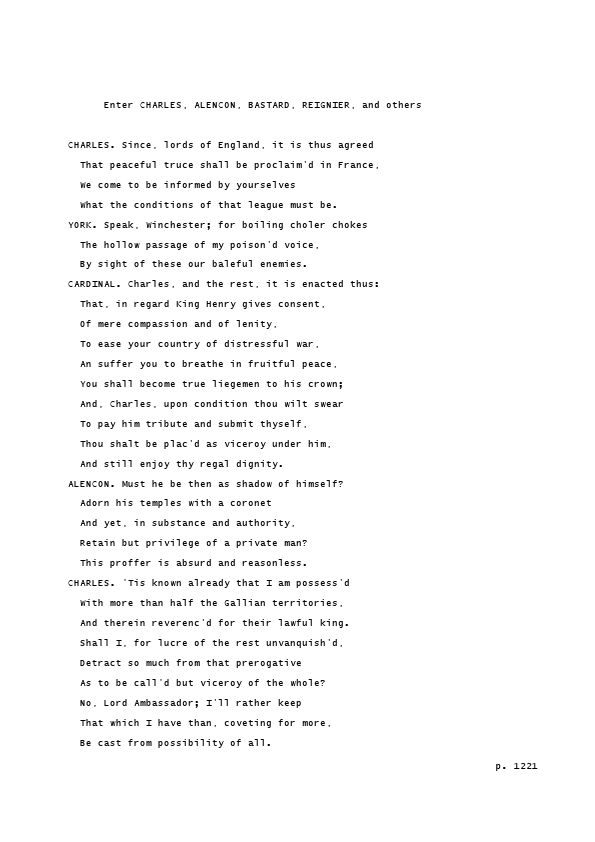 Enter CHARLES, ALENCON, BASTARD, REIGNIER, and others
CHARLES. Since, lords of England, it is thus agreed
That peaceful truce shall be proclaim'd in France,
We come to be informed by yourselves
What the conditions of that league must be.
YORK. Speak, Winchester; for boiling choler chokes
The hollow passage of my poison'd voice,
By sight of these our baleful enemies.
CARDINAL. Charles, and the rest, it is enacted thus:
That, in regard King Henry gives consent,
Of mere compassion and of lenity,
To ease your country of distressful war,
An suffer you to breathe in fruitful peace,
You shall become true liegemen to his crown;
And, Charles, upon condition thou wilt swear
To pay him tribute and submit thyself,
Thou shalt be plac'd as viceroy under him,
And still enjoy thy regal dignity.
ALENCON. Must he be then as shadow of himself?
Adorn his temples with a coronet
And yet, in substance and authority,
Retain but privilege of a private man?
This proffer is absurd and reasonless.
CHARLES. 'Tis known already that I am possess'd
With more than half the Gallian territories,
And therein reverenc'd for their lawful king.
Shall I, for lucre of the rest unvanquish'd,
Detract so much from that prerogative
As to be call'd but viceroy of the whole?
No, Lord Ambassador; I'll rather keep
That which I have than, coveting for more,
Be cast from possibility of all.
p. 1221